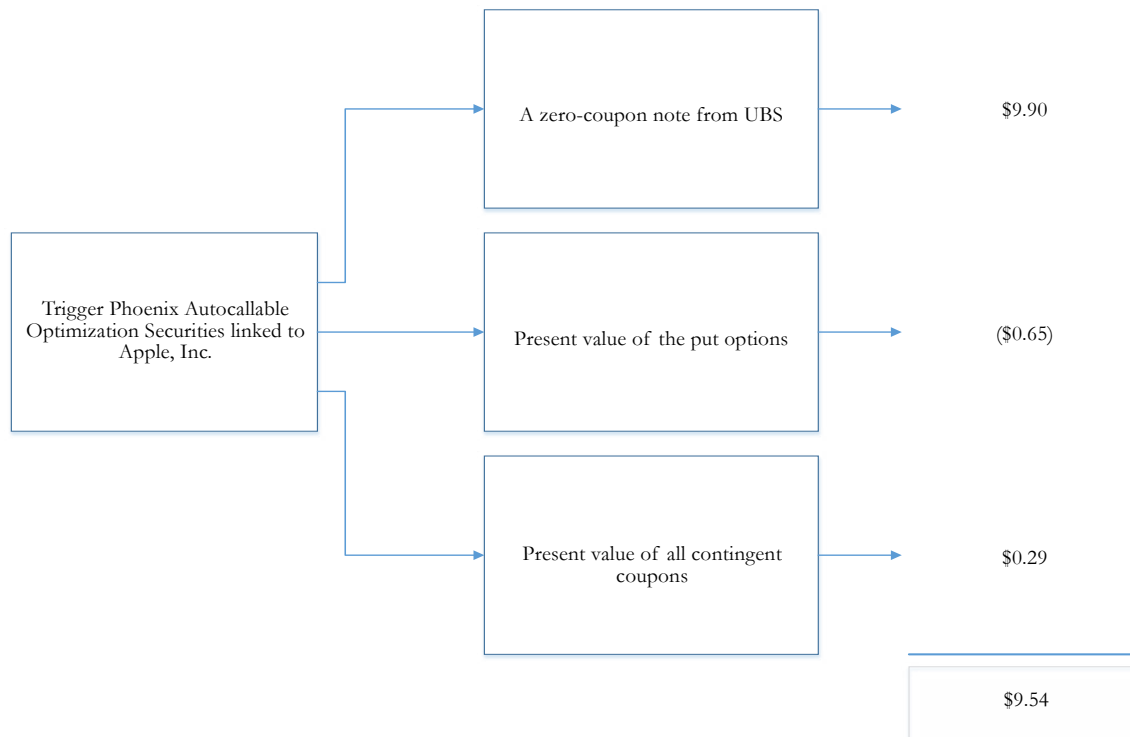 A zero-coupon note from UBS
$9.90
Trigger Phoenix Autocallable
Optimization Securities linked to
Apple, Inc.
Present value of the put options
($0.65)
Present value of all contingent
coupons
$0.29
$9.54